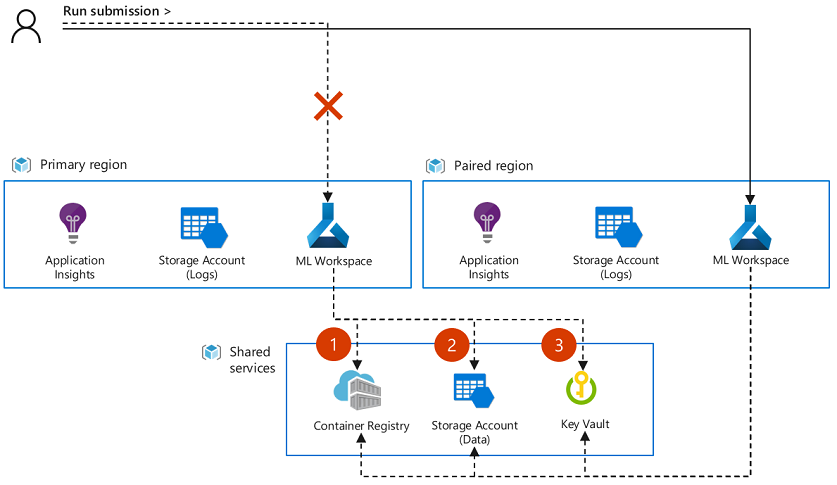 Run submission >
Primary region
Paired region
Application
Insights
Storage Account
(Logs)
ML Workspace
Application
Insights
Storage Account
(Logs)
ML Workspace
Shared
services
1
2
3
Container Registry
Storage Account
(Data)
Key Vault